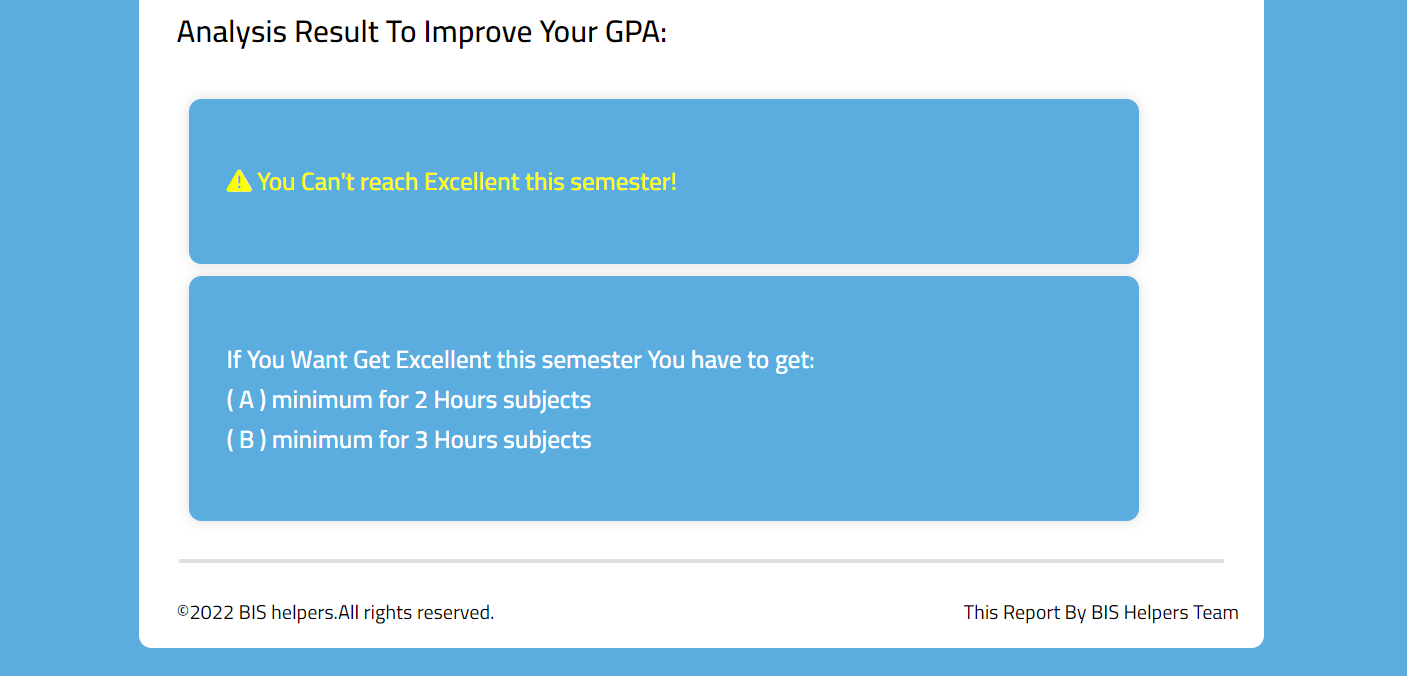 Analysis Result To Improve Your GPA:
You Can't reach Excellent this semester!
If You Want Get Excellent this semester You have to get:
( A ) minimum for 2 Hours subjects
( B ) minimum for 3 Hours subjects
©2022 BIS helpers.All rights reserved.
This Report By BIS Helpers Team